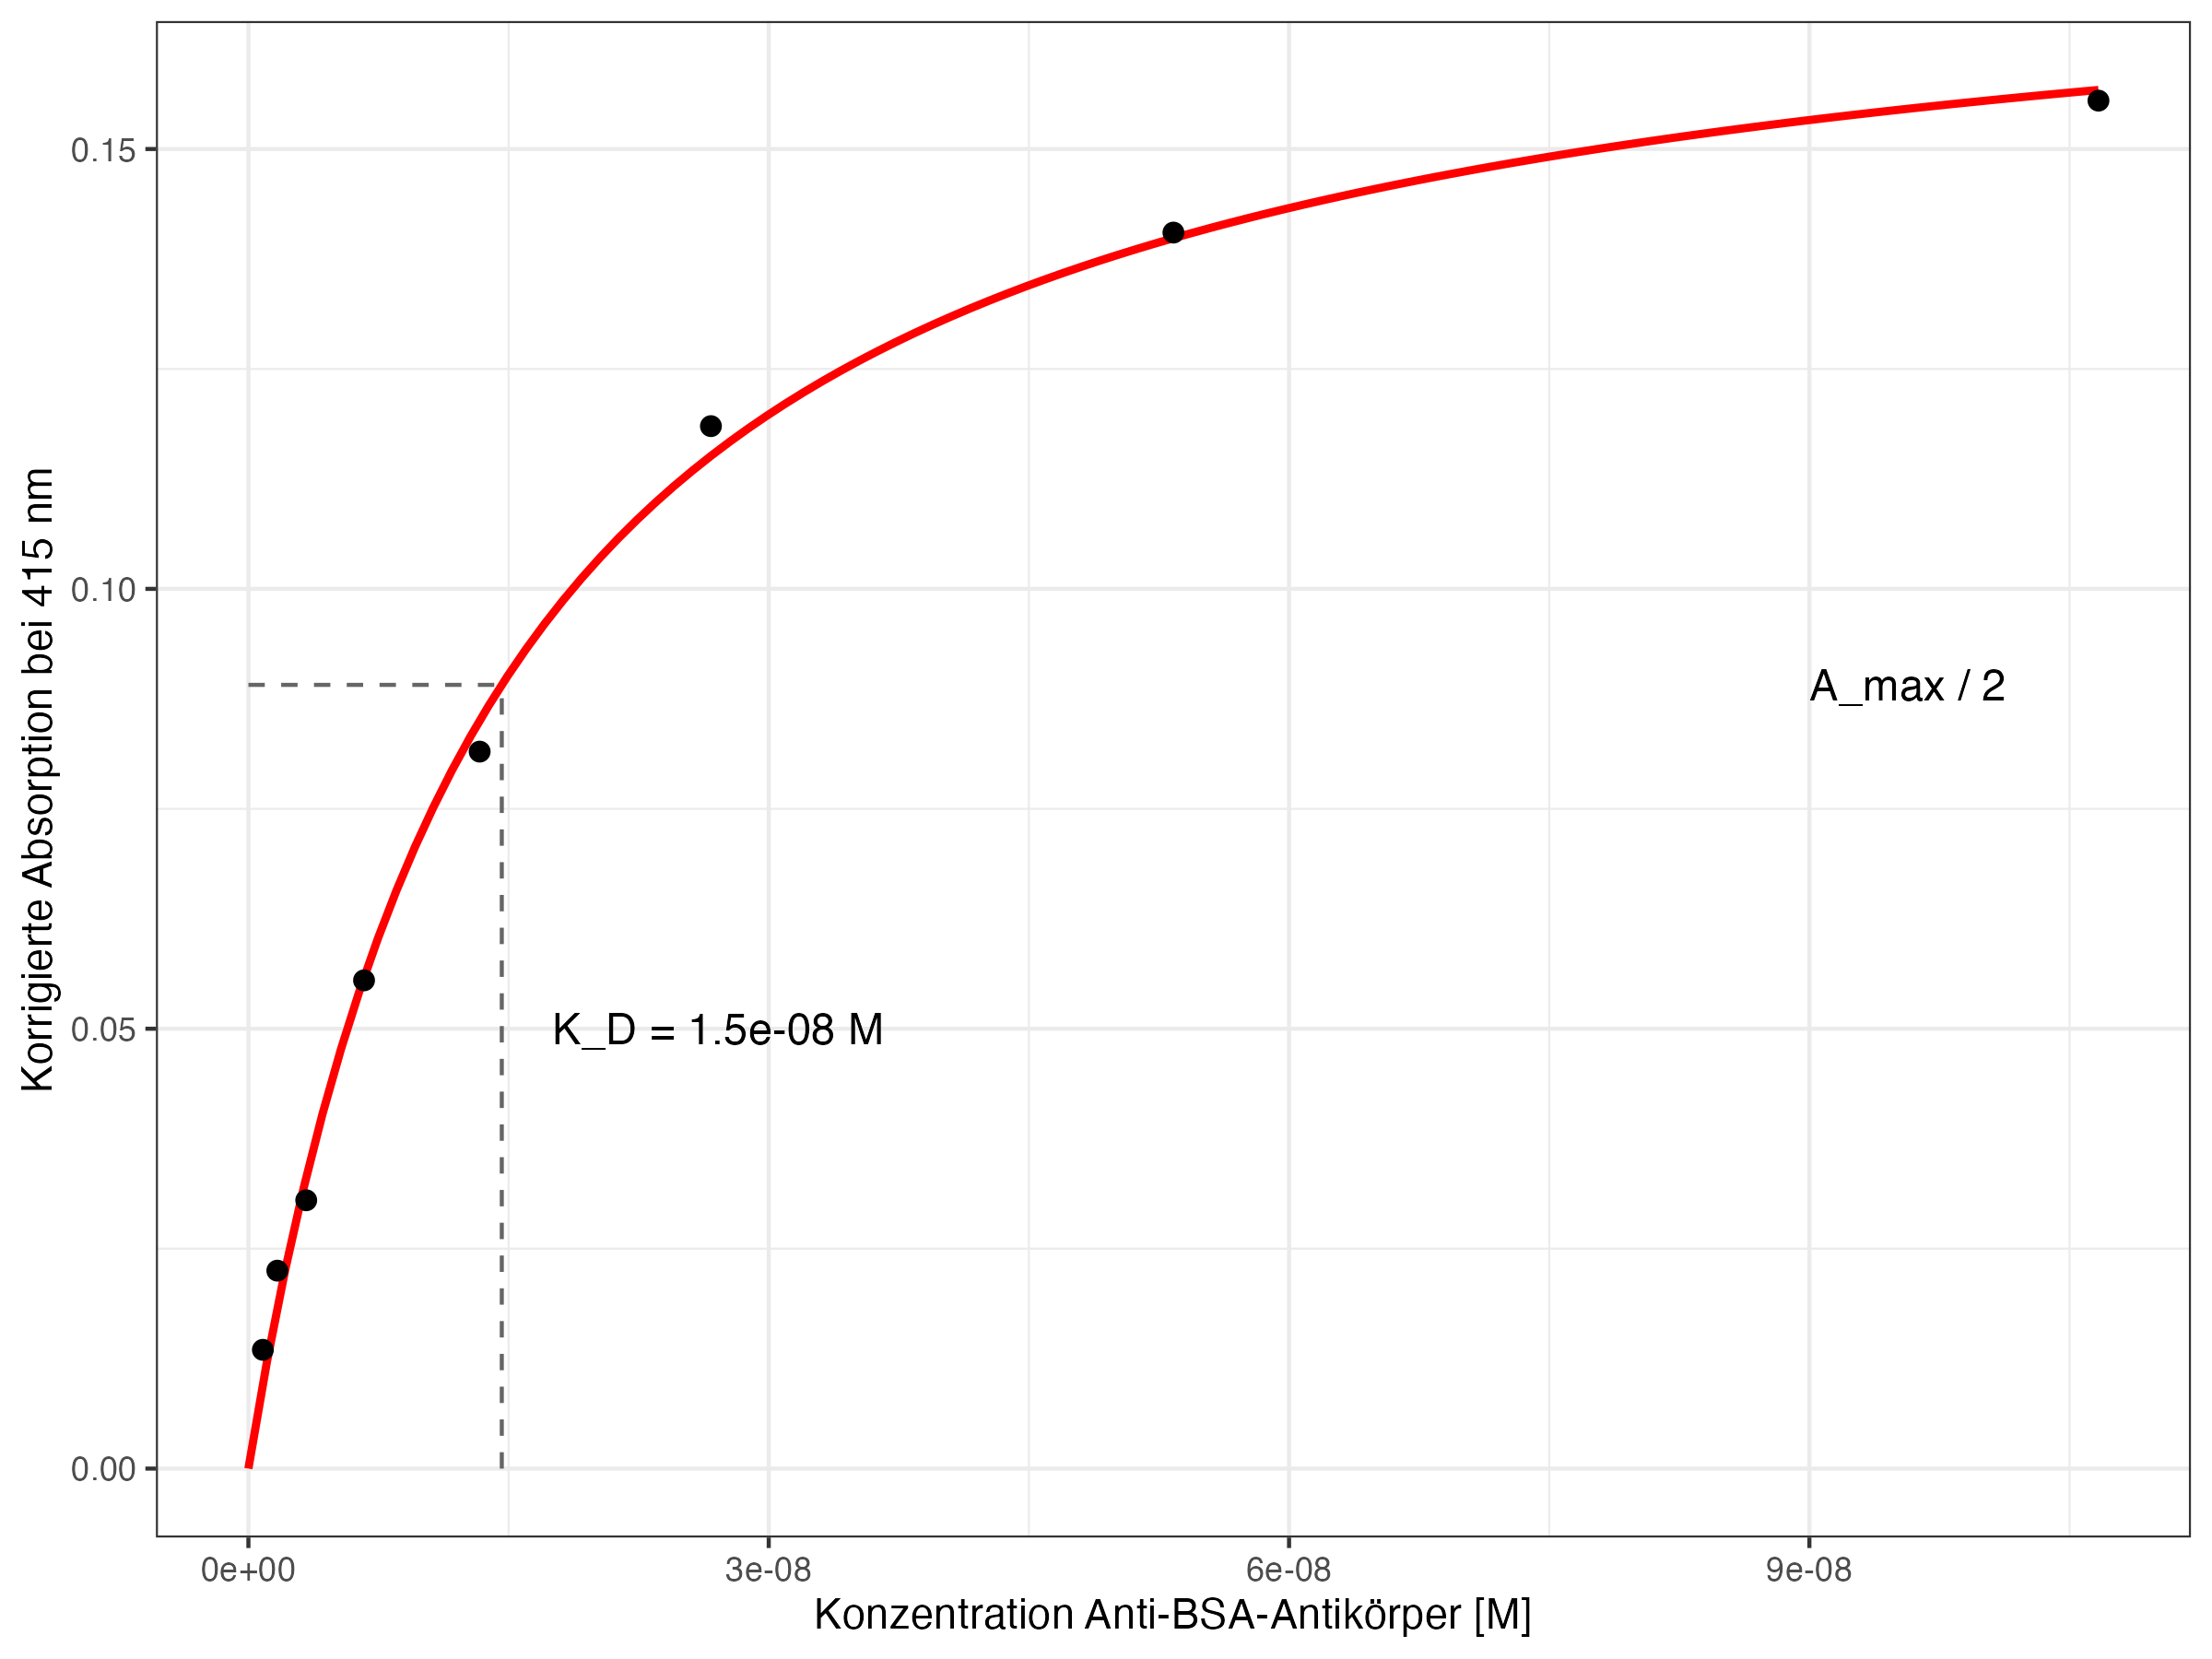 Korrigierte Absorption bei 415 nm
0.15
0.10
0.05
0.00
A_max / 2
K_D = 1.5e-08 M
0e+00
3e-08
6e-08
9e-08
Konzentration Anti-BSA-Antikörper [M]